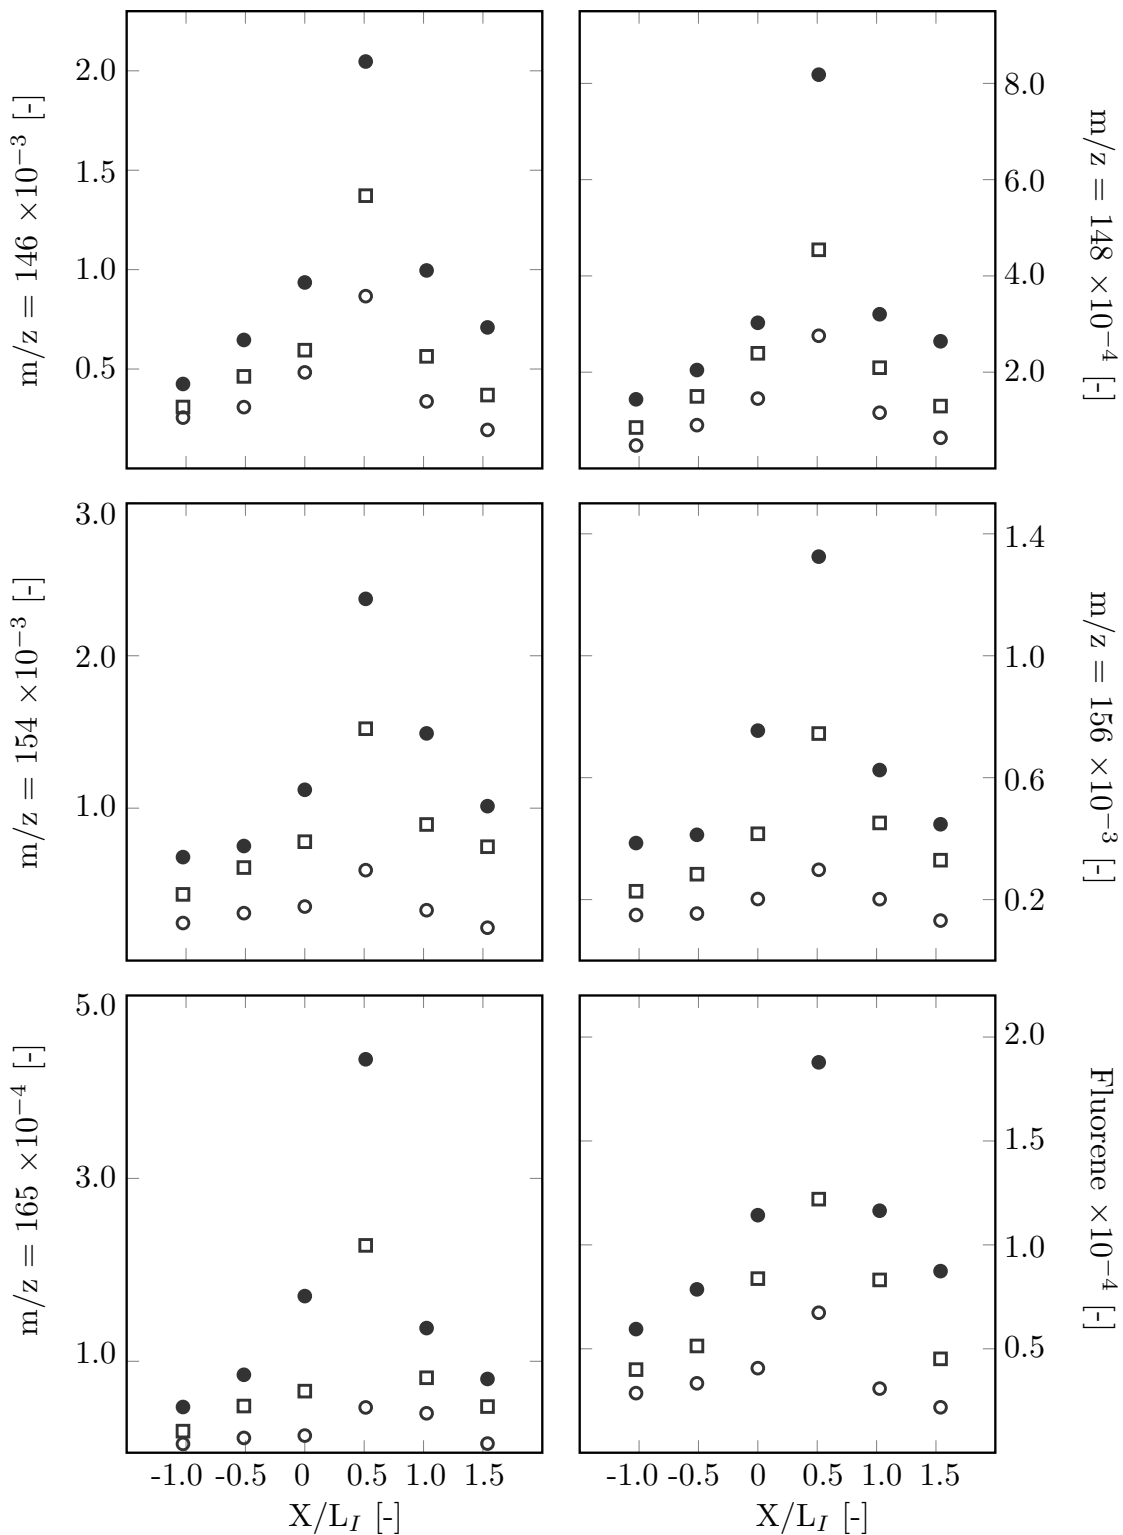 m/z = 146 ×10−3 [-]
2.0
1.5
1.0
0.5
8.0
6.0
4.0
2.0
m/z = 148 ×10−4 [-]
m/z = 154 ×10−3 [-]
3.0
2.0
1.0
1.4
1.0
0.6
0.2
m/z = 156 ×10−3 [-]
m/z = 165 ×10−4 [-]
5.0
3.0
1.0
2.0
1.5
1.0
0.5
Fluorene ×10−4 [-]
-1.0 -0.5 0 0.5 1.0 1.5
X/LI [-]
-1.0 -0.5 0 0.5 1.0 1.5
X/LI [-]